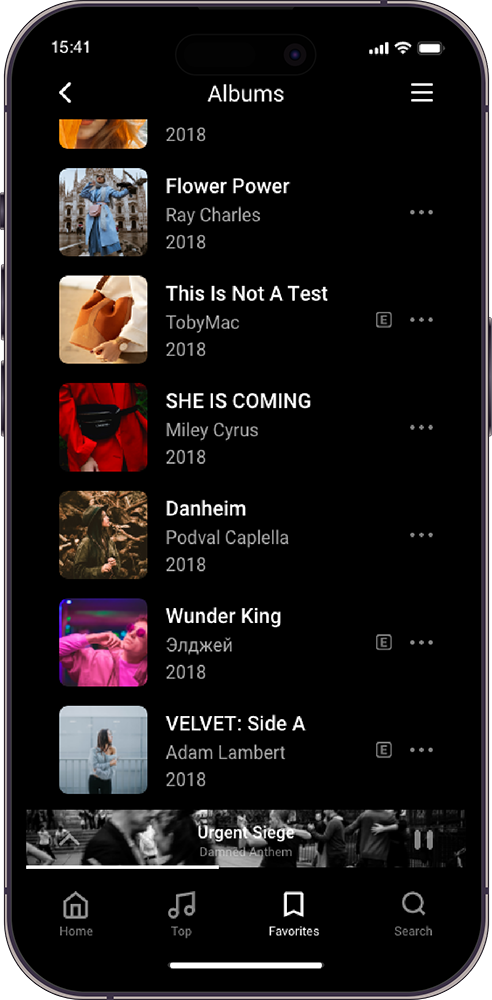 15:41
Albums
2018
Flower Power
Ray Charles
2018
This Is Not A Test
TobyMac
E
2018
SHE IS COMING
Miley Cyrus
2018
Danheim
Podval Caplella
2018
Wunder King
Элджей
E
2018
VELVET: Side A
Adam Lambert
E
2018
Urgent Siege
Damned Anthem
Home
Top
Favorites
Search